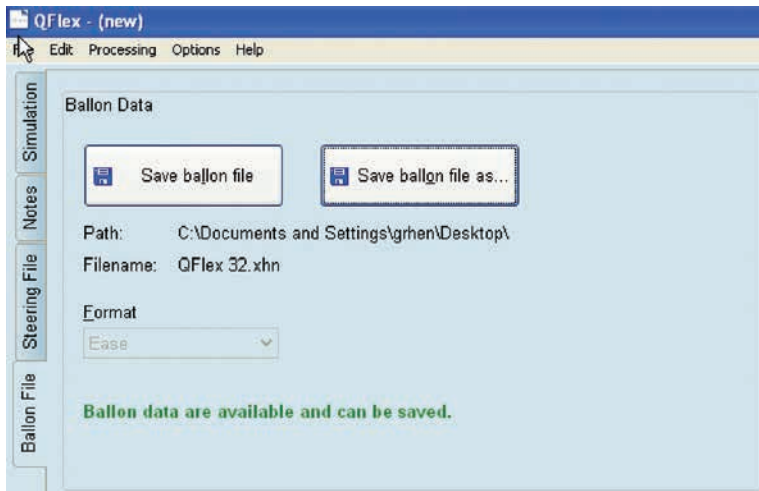 QFlex - (new)
File Edit Processing Options Help
Simulation
Notes
Steering File
Ballon File
Ballon Data
Save ballon file
Save ballon file as...
Path: C:\Documents and Settings\grhen\Desktop\
Filename: QFlex 32.xhn
Format
Ease
Ballon data are available and can be saved.